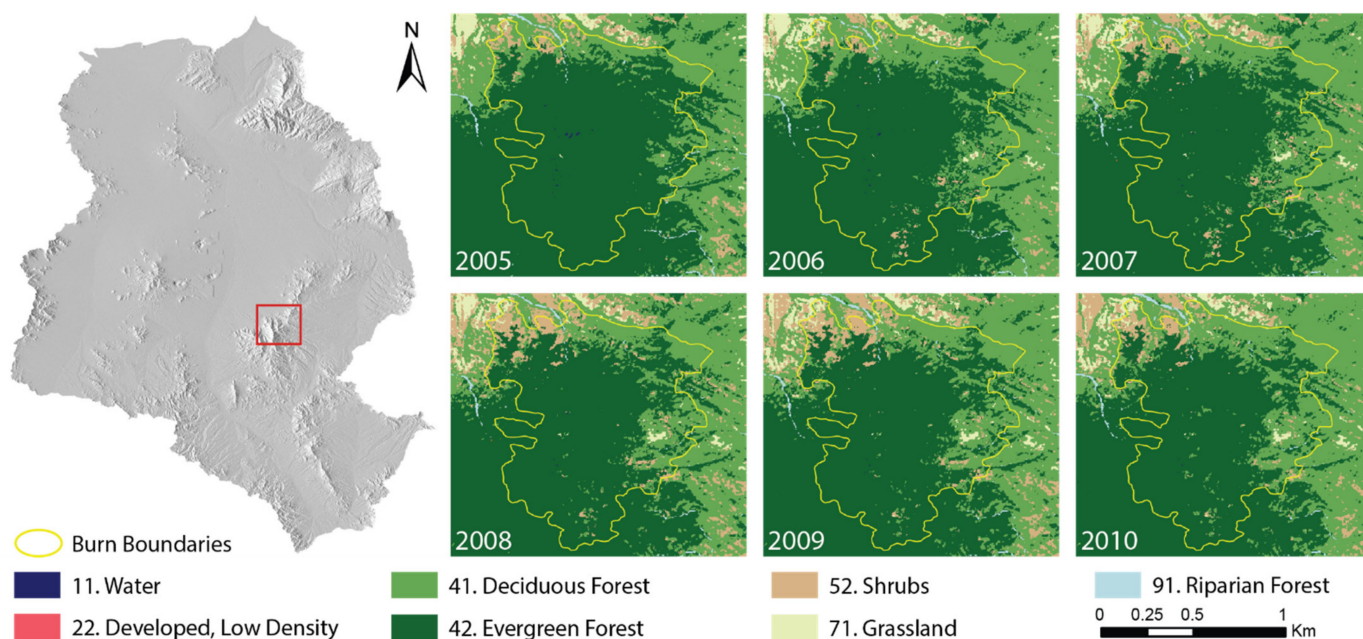 N
2005
2006
2007
2008
2009
2010
Burn Boundaries
11. Water
41. Deciduous Forest
52. Shrubs
91. Riparian Forest
22. Developed, Low Density
42. Evergreen Forest
71. Grassland
0 0.25 0.5 1
Km